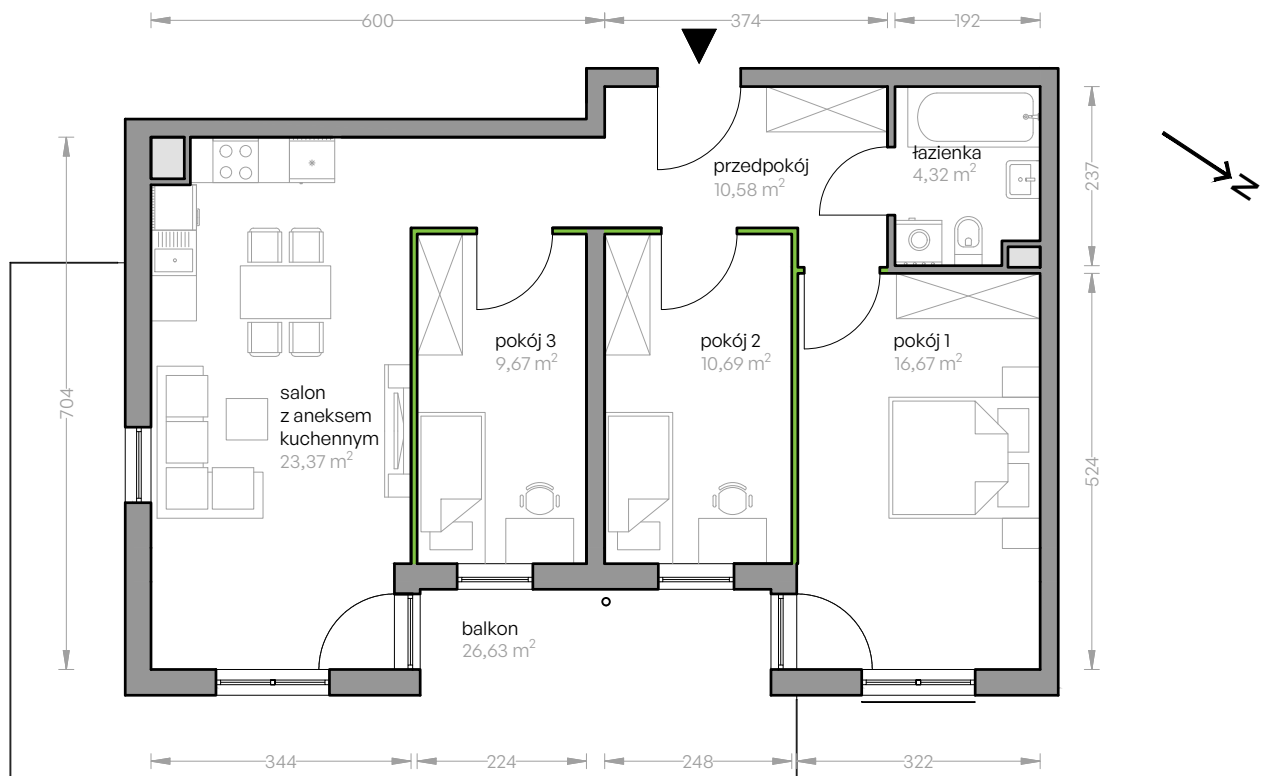 600
374
192
przedpokój
10,58 m²
łazienka
4,32 m²
237
N
pokój 3
9,67 m²
pokój 2
10,69 m²
pokój 1
16,67 m²
704
salon
z aneksem
kuchennym
23,37 m²
524
balkon
26,63 m²
344
224
248
322